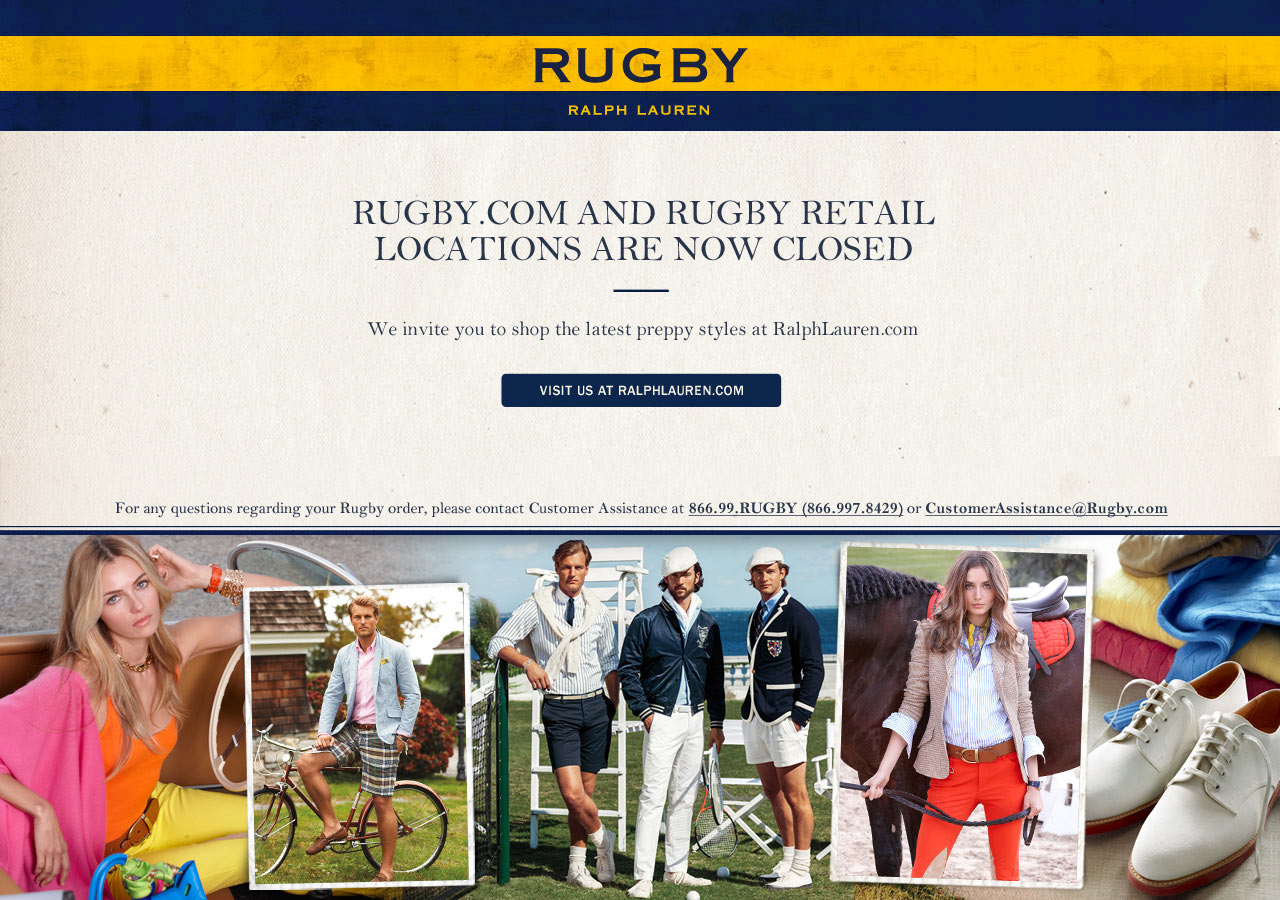 RUGBY
RALPH LAUREN
RUGBY.COM AND RUGBY RETAIL
LOCATIONS ARE NOW CLOSED
We invite you to shop the latest preppy styles at RalphLauren.com
VISIT US AT RALPHLAUREN.COM
For any questions regarding your Rugby order, please contact Customer Assistance at 866.99.RUGBY (866.997.8429) or CustomerAssistance@Rugby.com